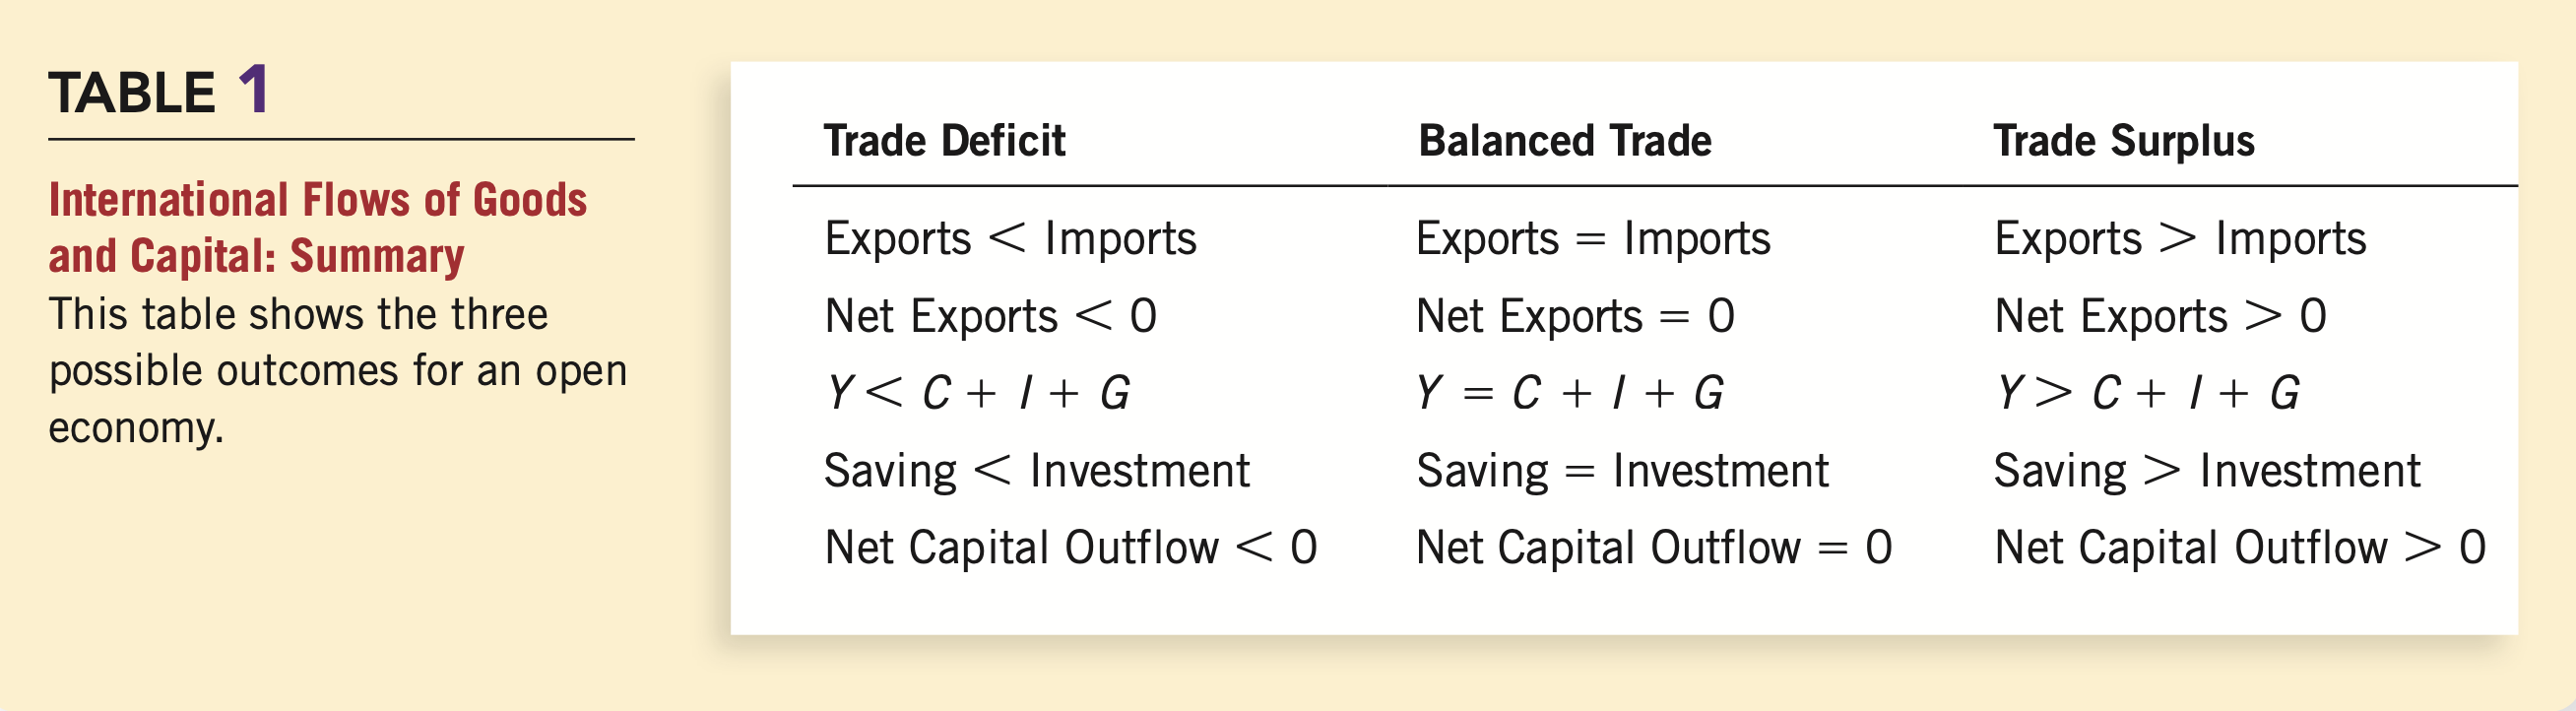 TABLE 1
International Flows of Goods
and Capital: Summary
This table shows the three
possible outcomes for an open
economy.
Trade Deficit Balanced Trade Trade Surplus
Exports < Imports Exports = Imports Exports > Imports
Net Exports < 0 Net Exports = 0 Net Exports > 0
Y < C + I + G Y = C + I + G Y > C + I + G
Saving < Investment Saving = Investment Saving > Investment
Net Capital Outflow < 0 Net Capital Outflow = 0 Net Capital Outflow > 0